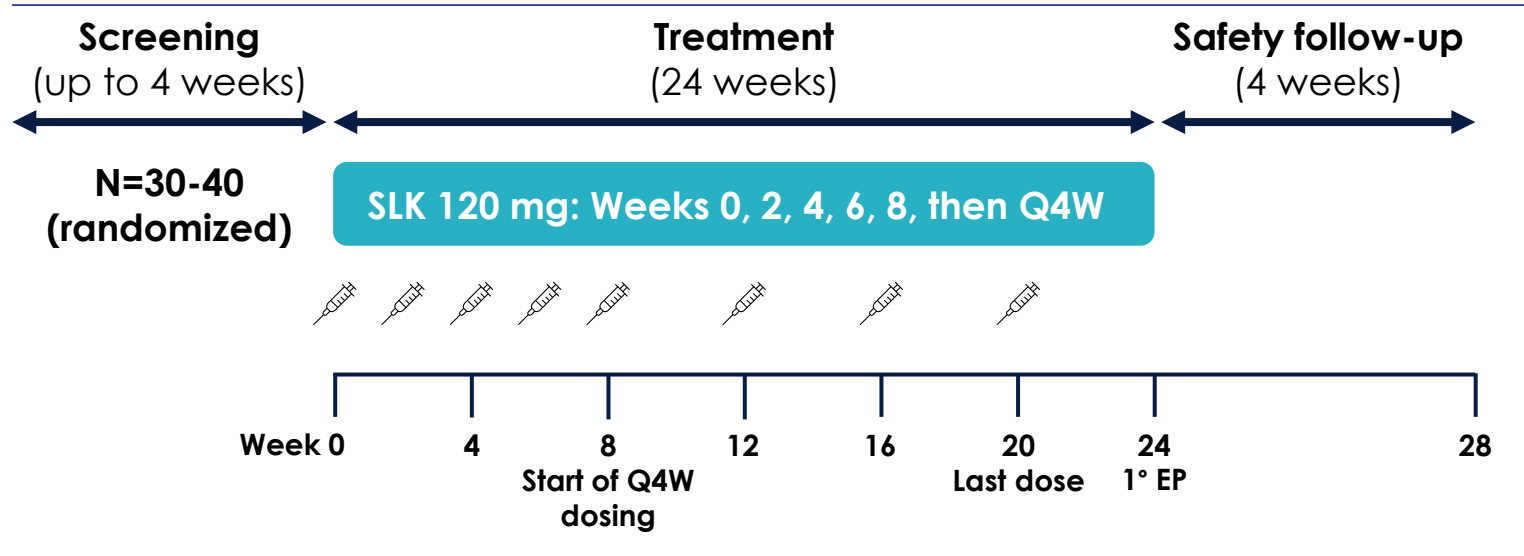 Screening
(up to 4 weeks)
Treatment
(24 weeks)
Safety follow-up
(4 weeks)
N=30-40
(randomized)
SLK 120 mg: Weeks 0, 2, 4, 6, 8, then Q4W
Week 0 4 8 12 16 20 24 28
Start of Q4W
dosing
Last dose
1° EP